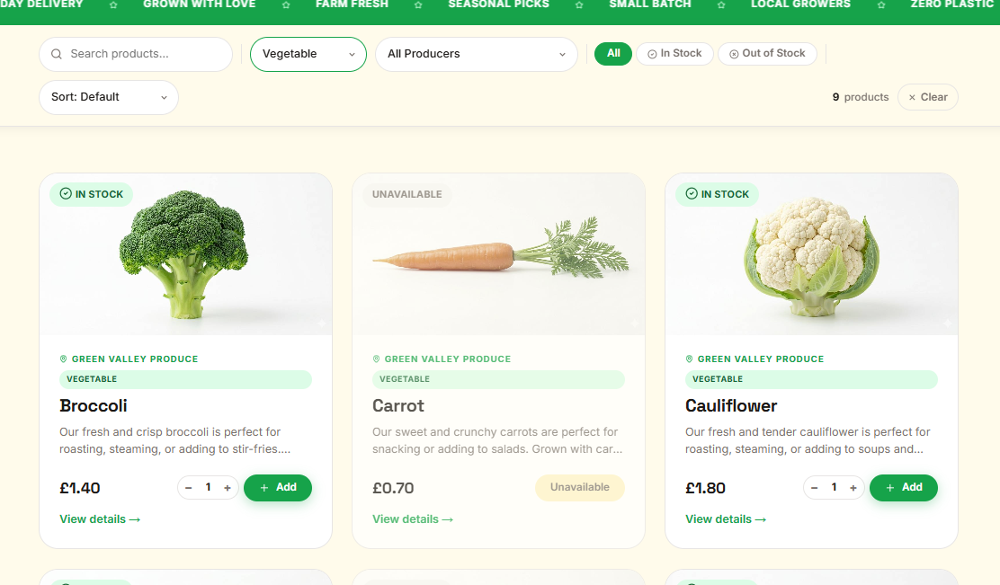 DAY DELIVERY ☆ GROWN WITH LOVE ☆ FARM FRESH ☆ SEASONAL PICKS ☆ SMALL BATCH ☆ LOCAL GROWERS ☆ ZERO PLASTIC
Search products...
Vegetable
All Producers
All
In Stock
Out of Stock
Sort: Default
9 products
× Clear
IN STOCK
GREEN VALLEY PRODUCE
VEGETABLE
Broccoli
Our fresh and crisp broccoli is perfect for
roasting, steaming, or adding to stir-fries....
£1.40
− 1 +
+ Add
View details →
UNAVAILABLE
GREEN VALLEY PRODUCE
VEGETABLE
Carrot
Our sweet and crunchy carrots are perfect for
snacking or adding to salads. Grown with car...
£0.70
Unavailable
View details →
IN STOCK
GREEN VALLEY PRODUCE
VEGETABLE
Cauliflower
Our fresh and tender cauliflower is perfect for
roasting, steaming, or adding to soups and...
£1.80
− 1 +
+ Add
View details →